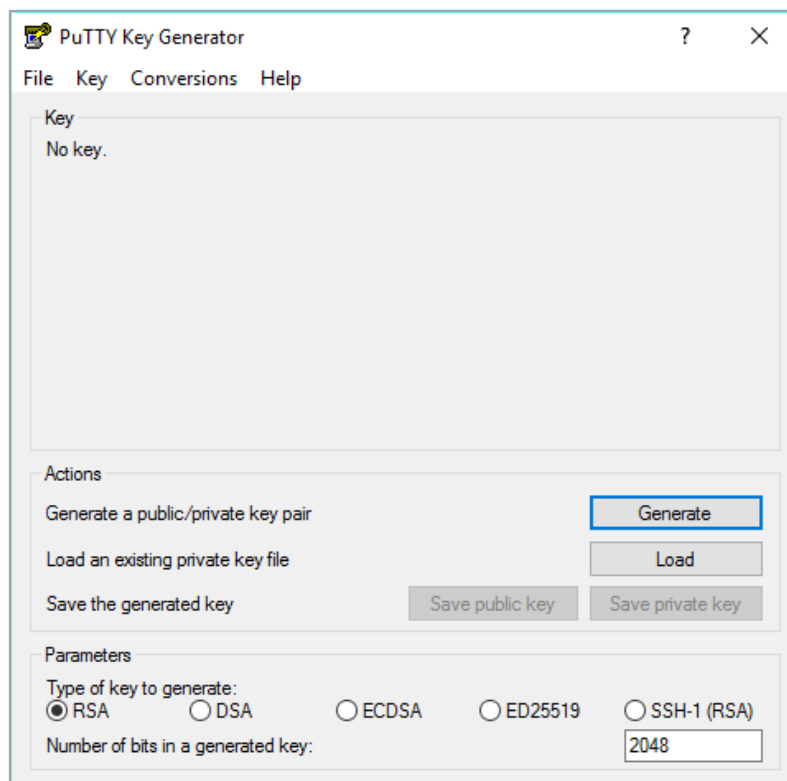 PuTTY Key Generator ? ×
File Key Conversions Help
Key
No key.
Actions
Generate a public/private key pair Generate
Load an existing private key file Load
Save the generated key Save public key Save private key
Parameters
Type of key to generate:
RSA DSA ECDSA ED25519 SSH-1 (RSA)
Number of bits in a generated key: 2048